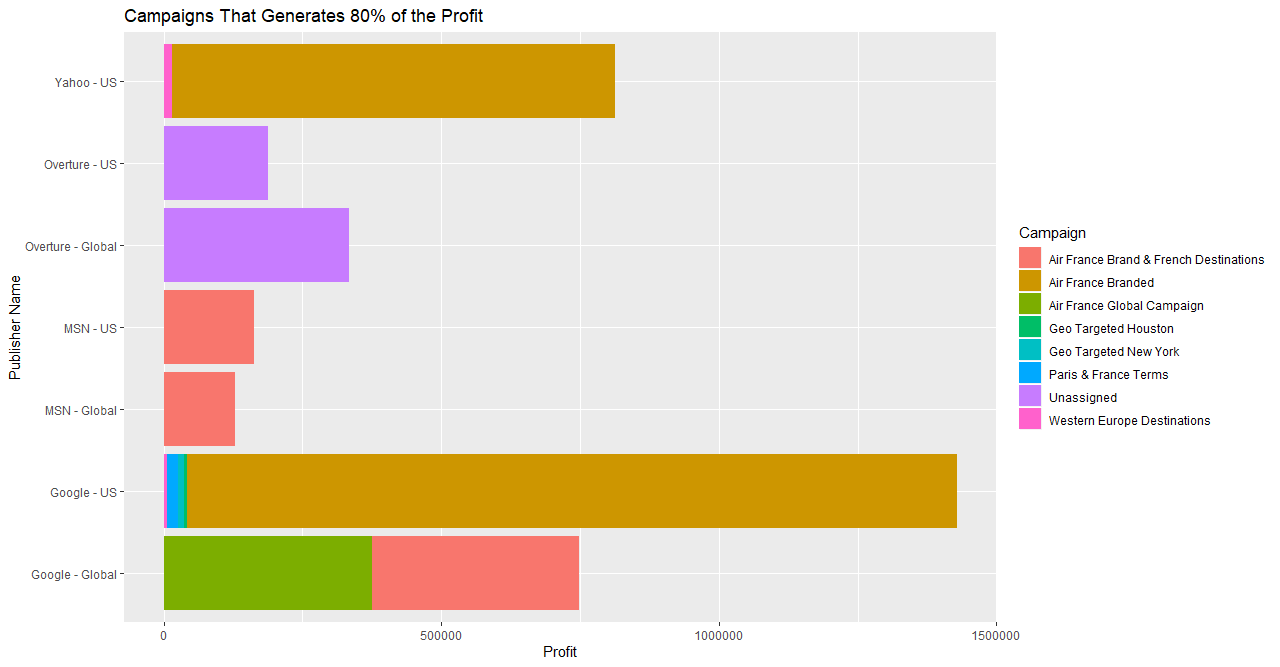 Campaigns That Generates 80% of the Profit
Publisher Name
Yahoo - US
Overture - US
Overture - Global
MSN - US
MSN - Global
Google - US
Google - Global
0
500000
1000000
1500000
Profit
Campaign
Air France Brand & French Destinations
Air France Branded
Air France Global Campaign
Geo Targeted Houston
Geo Targeted New York
Paris & France Terms
Unassigned
Western Europe Destinations